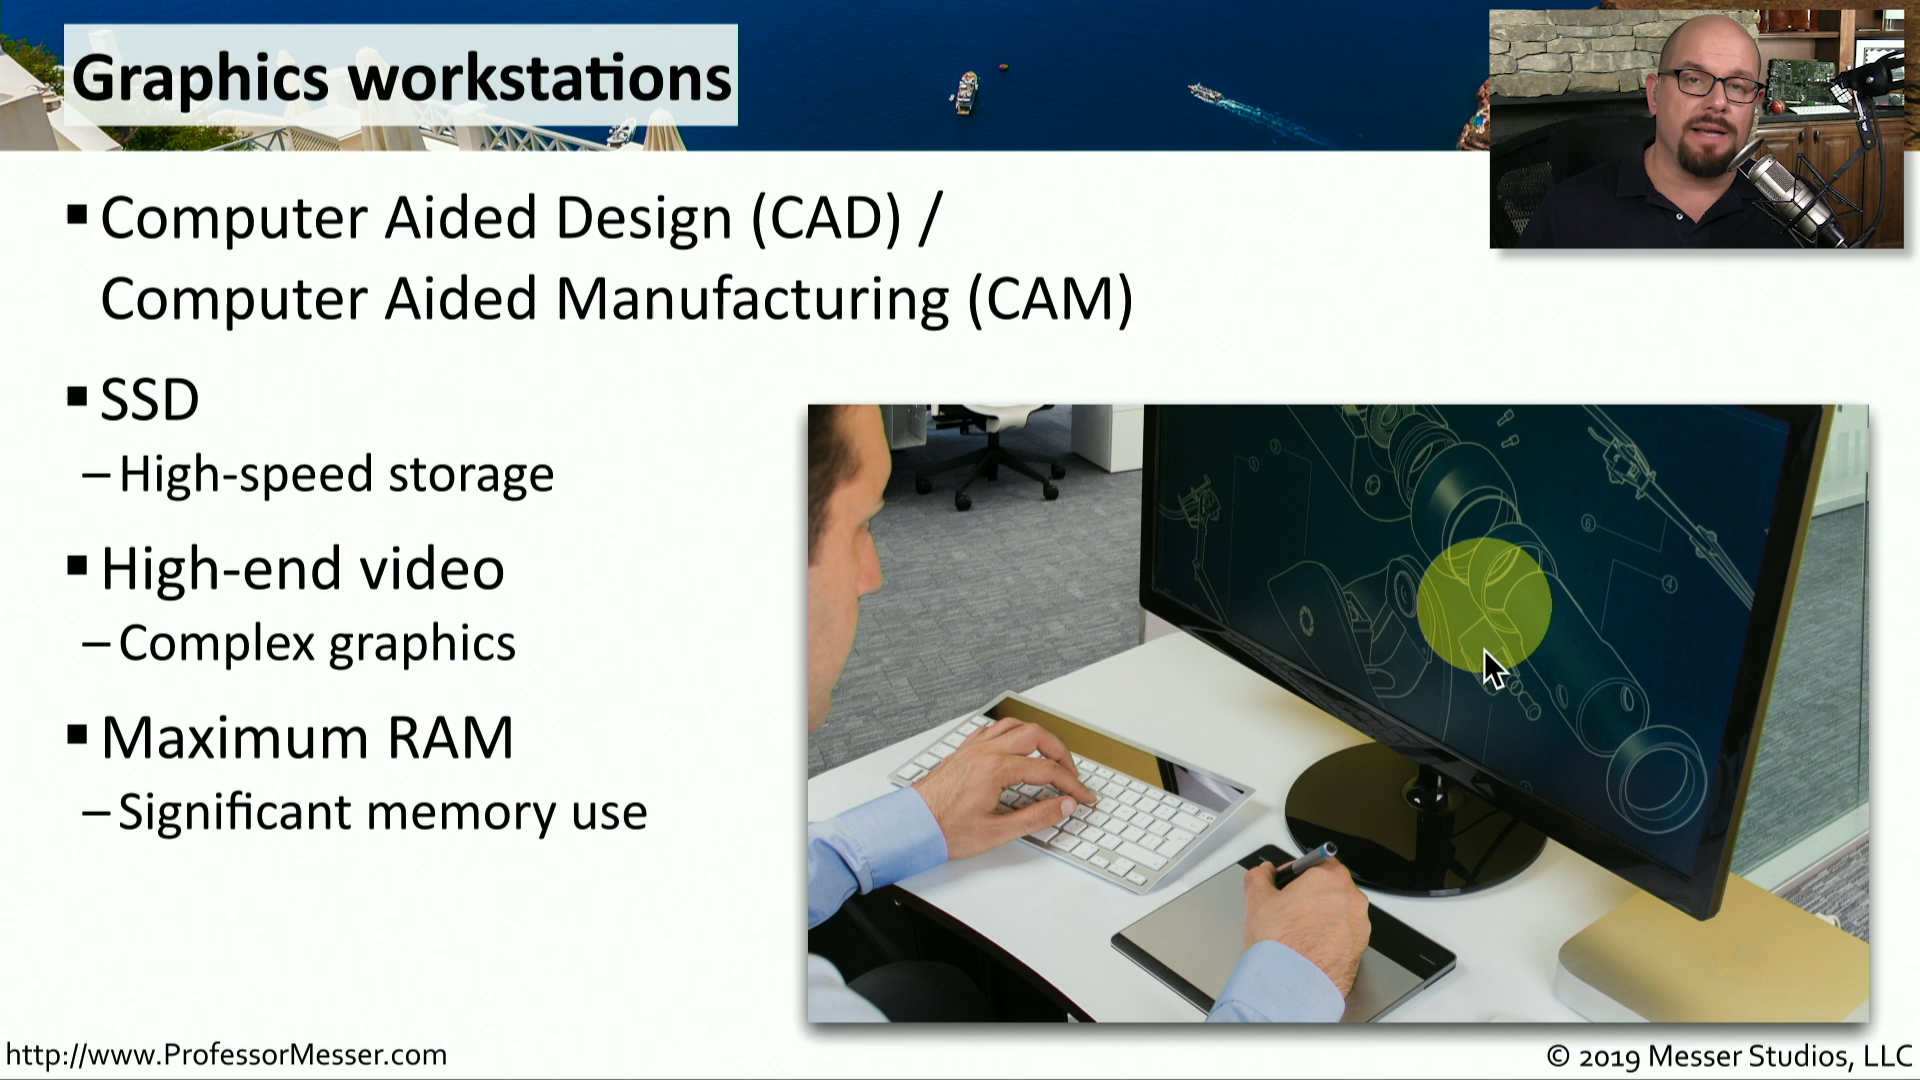 Graphics workstations
▪ Computer Aided Design (CAD) /
Computer Aided Manufacturing (CAM)
▪ SSD
– High-speed storage
▪ High-end video
– Complex graphics
▪ Maximum RAM
– Significant memory use
http://www.ProfessorMesser.com
© 2019 Messer Studios, LLC